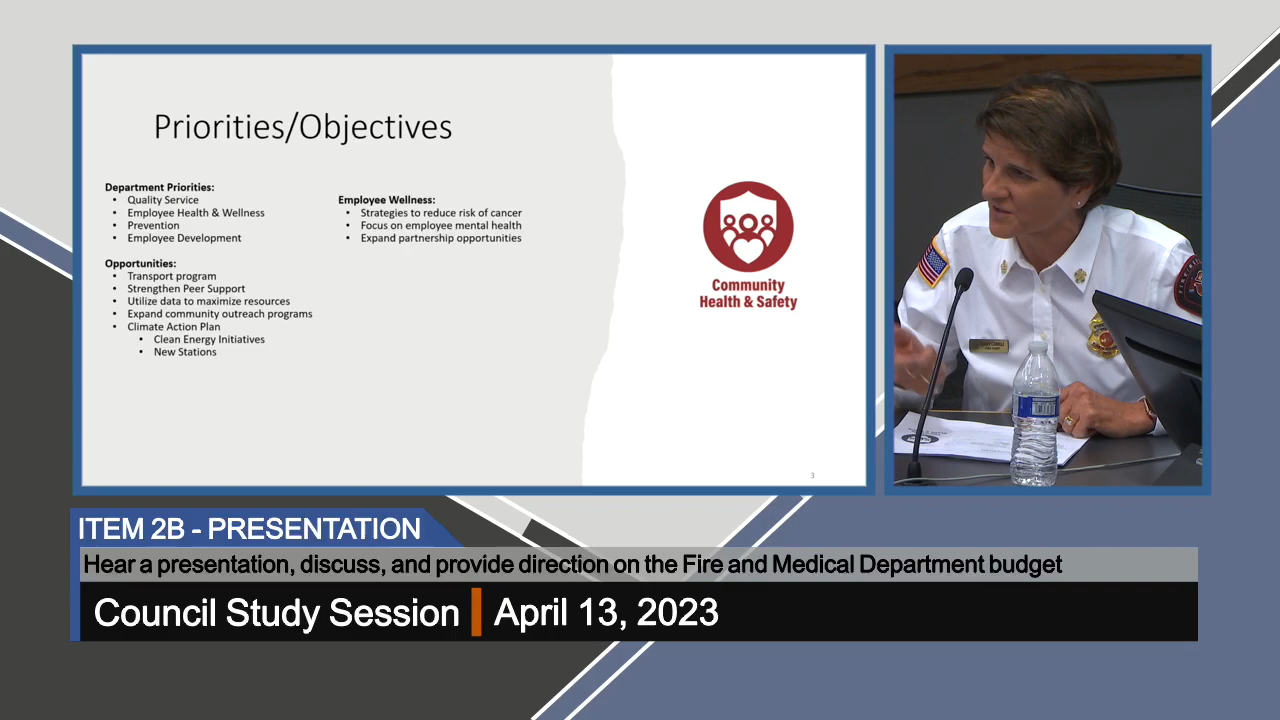 Priorities/Objectives
Department Priorities:
• Quality Service
• Employee Health & Wellness
• Prevention
• Employee Development
Opportunities:
• Transport program
• Strengthen Peer Support
• Utilize data to maximize resources
• Expand community outreach programs
• Climate Action Plan
• Clean Energy Initiatives
• New Stations
Employee Wellness:
• Strategies to reduce risk of cancer
• Focus on employee mental health
• Expand partnership opportunities
Community
Health & Safety
3
ITEM 2B - PRESENTATION
Hear a presentation, discuss, and provide direction on the Fire and Medical Department budget
Council Study Session
April 13, 2023